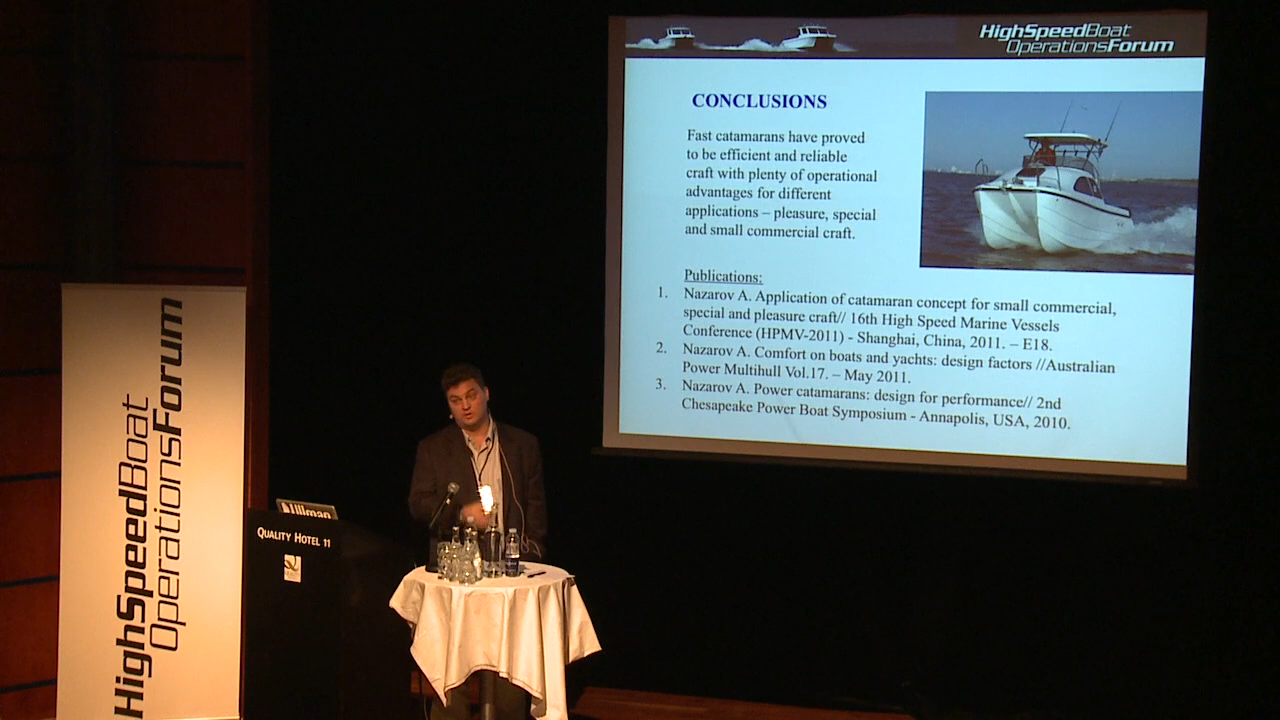 HighSpeedBoat
OperationsForum
CONCLUSIONS
Fast catamarans have proved
to be efficient and reliable
craft with plenty of operational
advantages for different
applications – pleasure, special
and small commercial craft.
Publications:
1. Nazarov A. Application of catamaran concept for small commercial,
special and pleasure craft// 16th High Speed Marine Vessels
Conference (HPMV-2011) - Shanghai, China, 2011. – E18.
2. Nazarov A. Comfort on boats and yachts: design factors //Australian
Power Multihull Vol.17. – May 2011.
3. Nazarov A. Power catamarans: design for performance// 2nd
Chesapeake Power Boat Symposium - Annapolis, USA, 2010.
HighSpeedBoat
OperationsForum
Ullman
QUALITY HOTEL 11